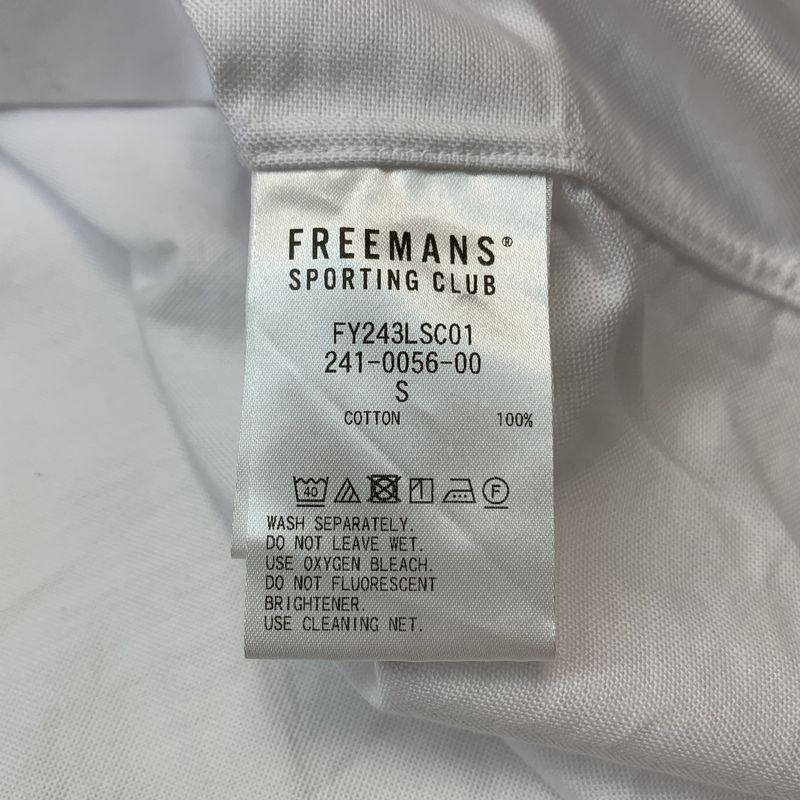 FREEMANS®
SPORTING CLUB
FY243LSC01
241-0056-00
S
COTTON 100%
40 F
WASH SEPARATELY.
DO NOT LEAVE WET.
USE OXYGEN BLEACH.
DO NOT FLUORESCENT
BRIGHTENER.
USE CLEANING NET.